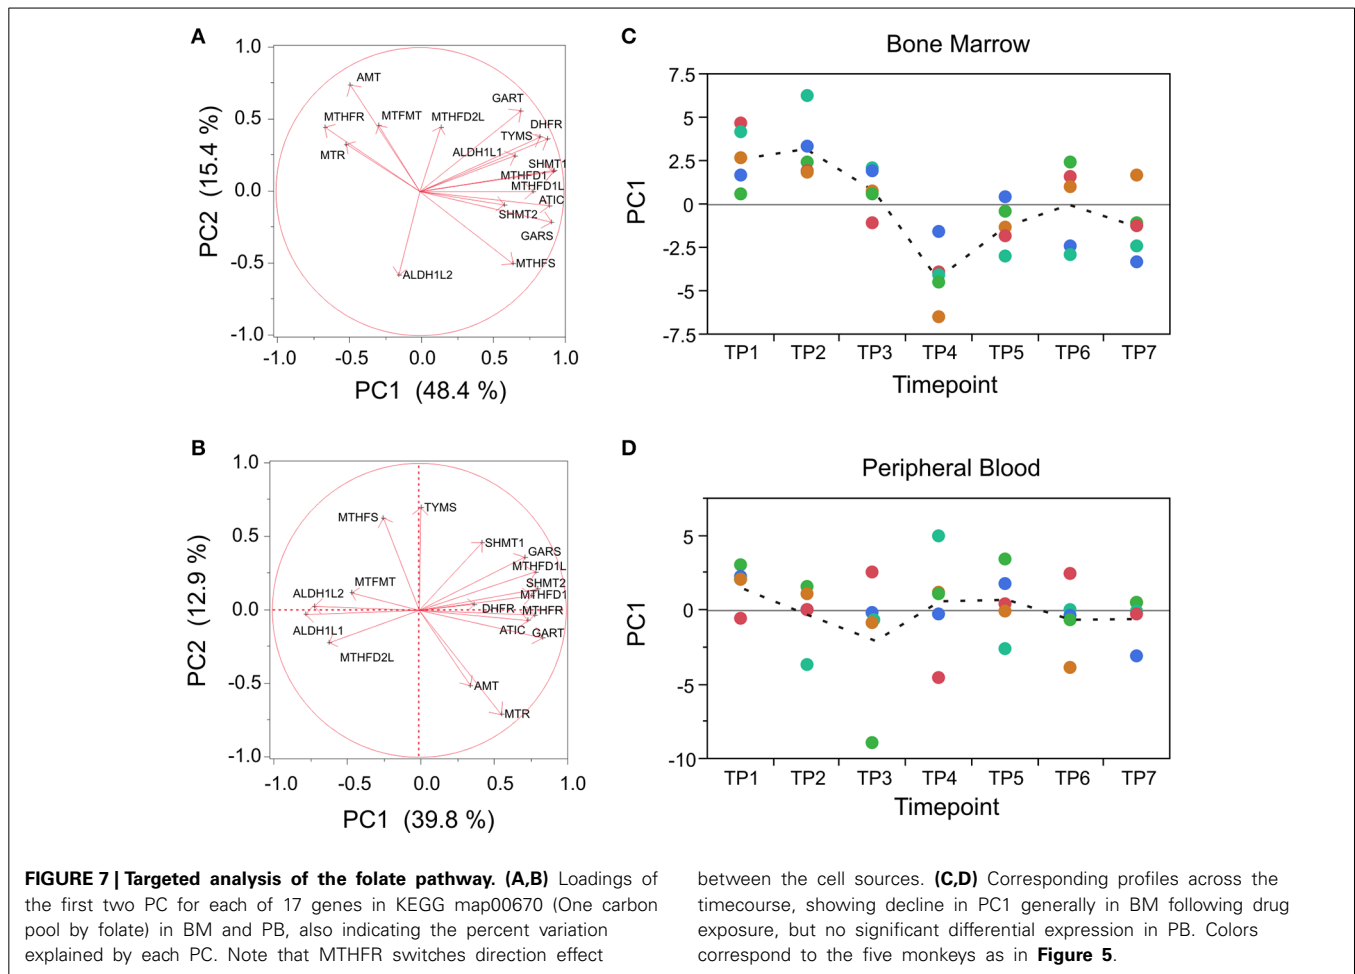 A
1.0
0.5
0.0
-0.5
-1.0
PC2 (15.4 %)
AMT
MTHFR
MTFMT
MTHFD2L
MTR
GART
DHFR
TYMS
ALDH1L1
SHMT1
MTHFD1
MTHFD1L
ATIC
SHMT2
GARS
MTHFS
ALDH1L2
-1.0 -0.5 0.0 0.5 1.0
PC1 (48.4 %)
C
Bone Marrow
7.5
5
2.5
0
-2.5
-5
-7.5
PC1
TP1 TP2 TP3 TP4 TP5 TP6 TP7
Timepoint
B
1.0
0.5
0.0
-0.5
-1.0
PC2 (12.9 %)
MTHFS
TYMS
SHMT1
GARS
MTHFD1L
MTFMT
SHMT2
ALDH1L2
MTHFD1
DHFR
MTHFR
ALDH1L1
ATIC
GART
MTHFD2L
AMT
MTR
-1.0 -0.5 0.0 0.5 1.0
PC1 (39.8 %)
D
Peripheral Blood
5
0
-5
-10
PC1
TP1 TP2 TP3 TP4 TP5 TP6 TP7
Timepoint
FIGURE 7 | Targeted analysis of the folate pathway. (A,B) Loadings of
the first two PC for each of 17 genes in KEGG map00670 (One carbon
pool by folate) in BM and PB, also indicating the percent variation
explained by each PC. Note that MTHFR switches direction effect
between the cell sources. (C,D) Corresponding profiles across the
timecourse, showing decline in PC1 generally in BM following drug
exposure, but no significant differential expression in PB. Colors
correspond to the five monkeys as in Figure 5.